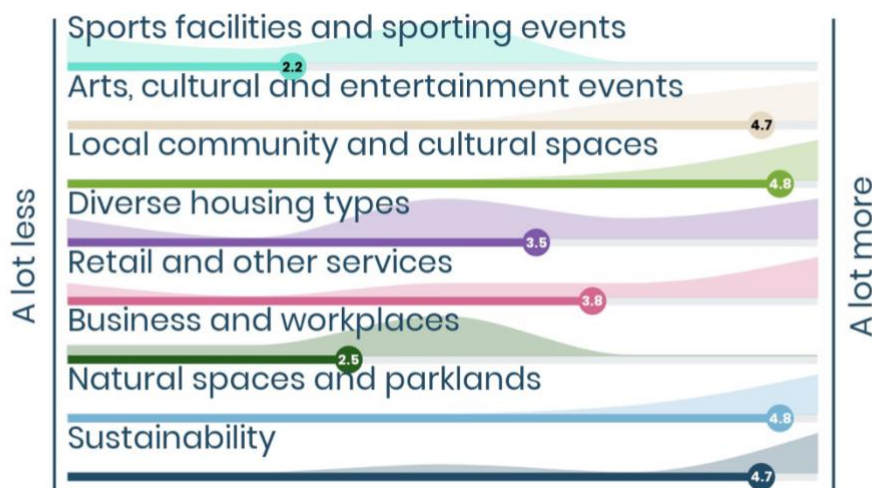 Sports facilities and sporting events
2.2
Arts, cultural and entertainment events
4.7
Local community and cultural spaces
4.8
Diverse housing types
3.5
Retail and other services
3.8
Business and workplaces
2.5
Natural spaces and parklands
4.8
Sustainability
4.7
A lot less
A lot more